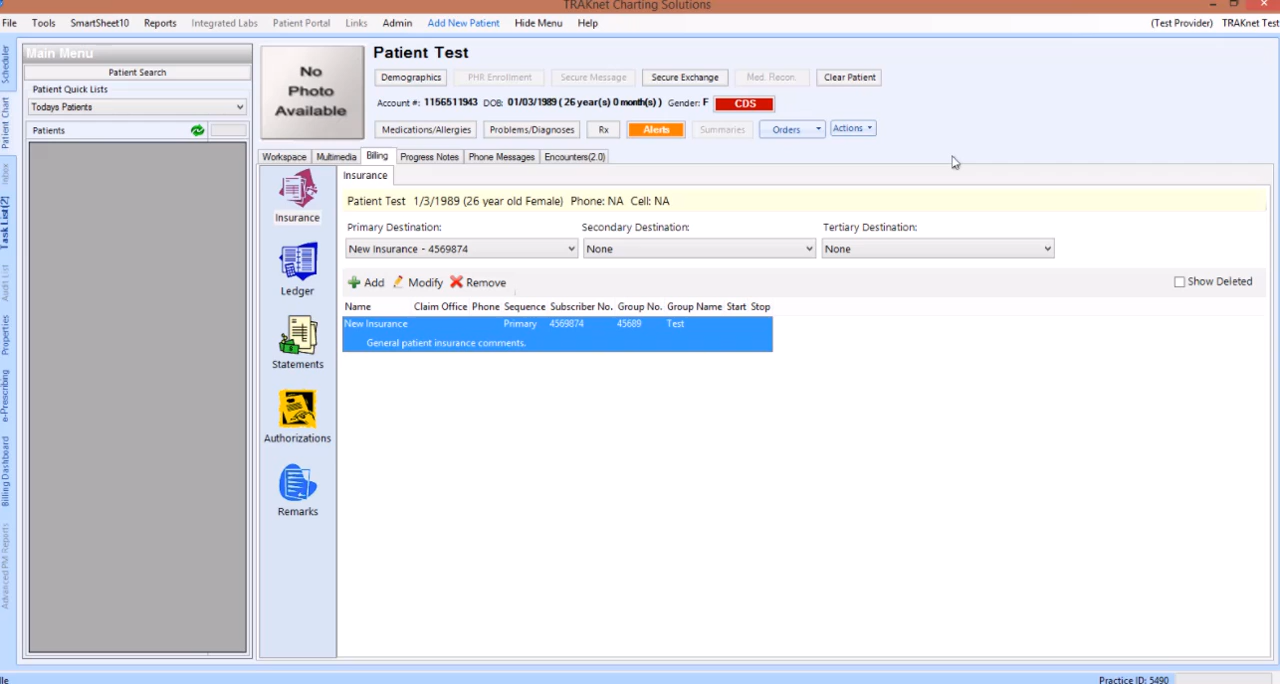 TRAKnet Charting Solutions
File Tools SmartSheet10 Reports Integrated Labs Patient Portal Links Admin Add New Patient Hide Menu Help (Test Provider) TRAKnet Test
Scheduler
Patient Chart
Inbox
Task List(2)
Audit List
Properties
e-Prescribing
Billing Dashboard
Advanced PM Reports
Main Menu
Patient Search
Patient Quick Lists
Todays Patients
Patients
No
Photo
Available
Patient Test
Demographics PHR Enrollment Secure Message Secure Exchange Med. Recon. Clear Patient
Account #: 1156511943 DOB: 01/03/1989 ( 26 year(s) 0 month(s) ) Gender: F CDS
Medications/Allergies Problems/Diagnoses Rx Alerts Summaries Orders Actions
Workspace Multimedia Billing Progress Notes Phone Messages Encounters(2.0)
Insurance
Ledger
Statements
Authorizations
Remarks
Insurance
Patient Test 1/3/1989 (26 year old Female) Phone: NA Cell: NA
Primary Destination: Secondary Destination: Tertiary Destination:
New Insurance - 4569874 None None
Add Modify Remove Show Deleted
Name Claim Office Phone Sequence Subscriber No. Group No. Group Name Start Stop
New Insurance Primary 4569874 45689 Test
General patient insurance comments.
Practice ID: 5490